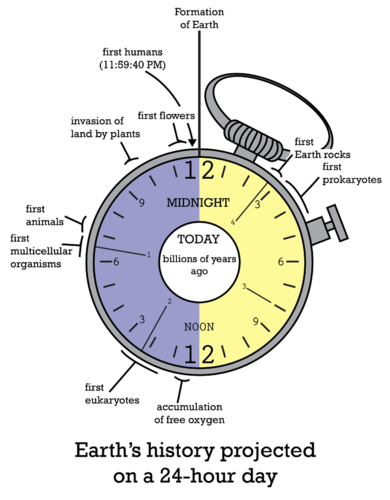 Formation
of Earth
first humans
(11:59:40 PM)
first flowers
invasion of
land by plants
first
Earth rocks
first
prokaryotes
12
9
MIDNIGHT
3
4
first
animals
first
multicellular
organisms
TODAY
billions of years
ago
1
6
6
3
2
3
NOON
9
12
first
eukaryotes
accumulation
of free oxygen
Earth's history projected
on a 24-hour day